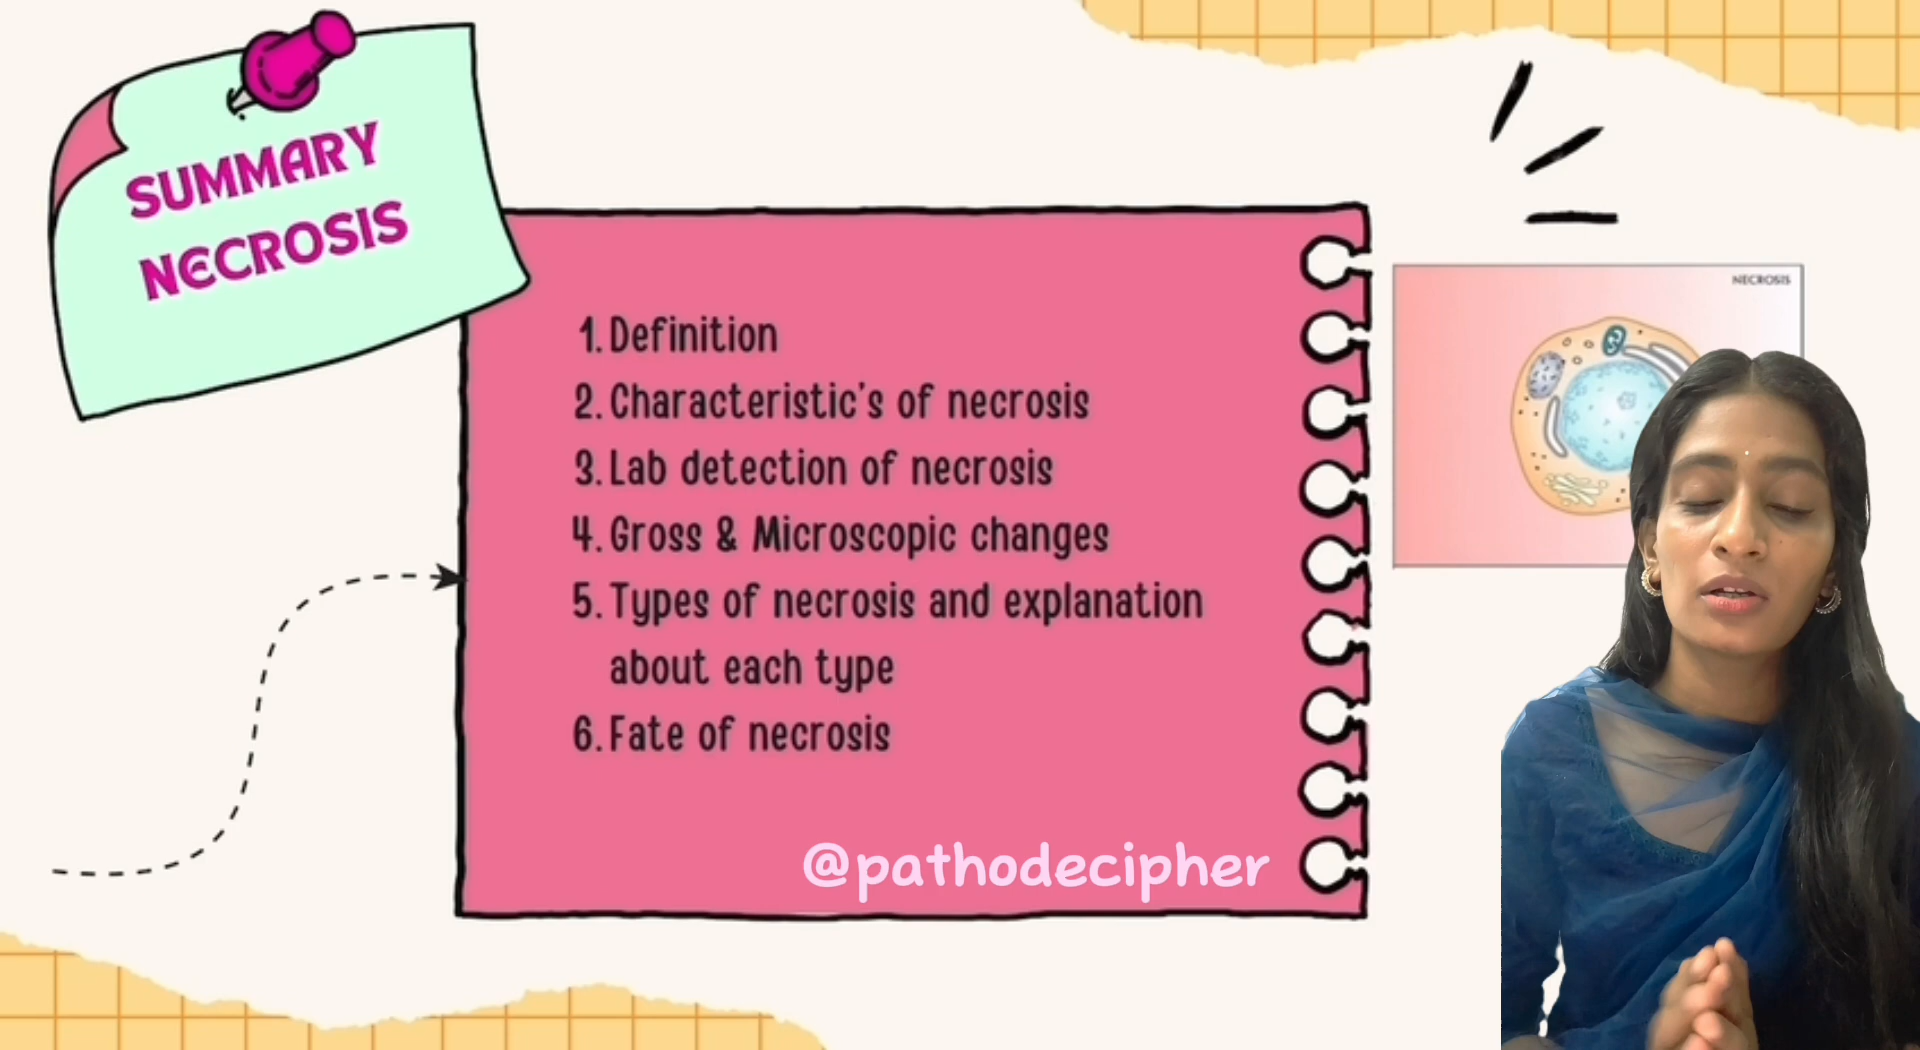 SUMMARY
NECROSIS
NECROSIS
1. Definition
2. Characteristic's of necrosis
3. Lab detection of necrosis
4. Gross & Microscopic changes
5. Types of necrosis and explanation
about each type
6. Fate of necrosis
@pathodecipher